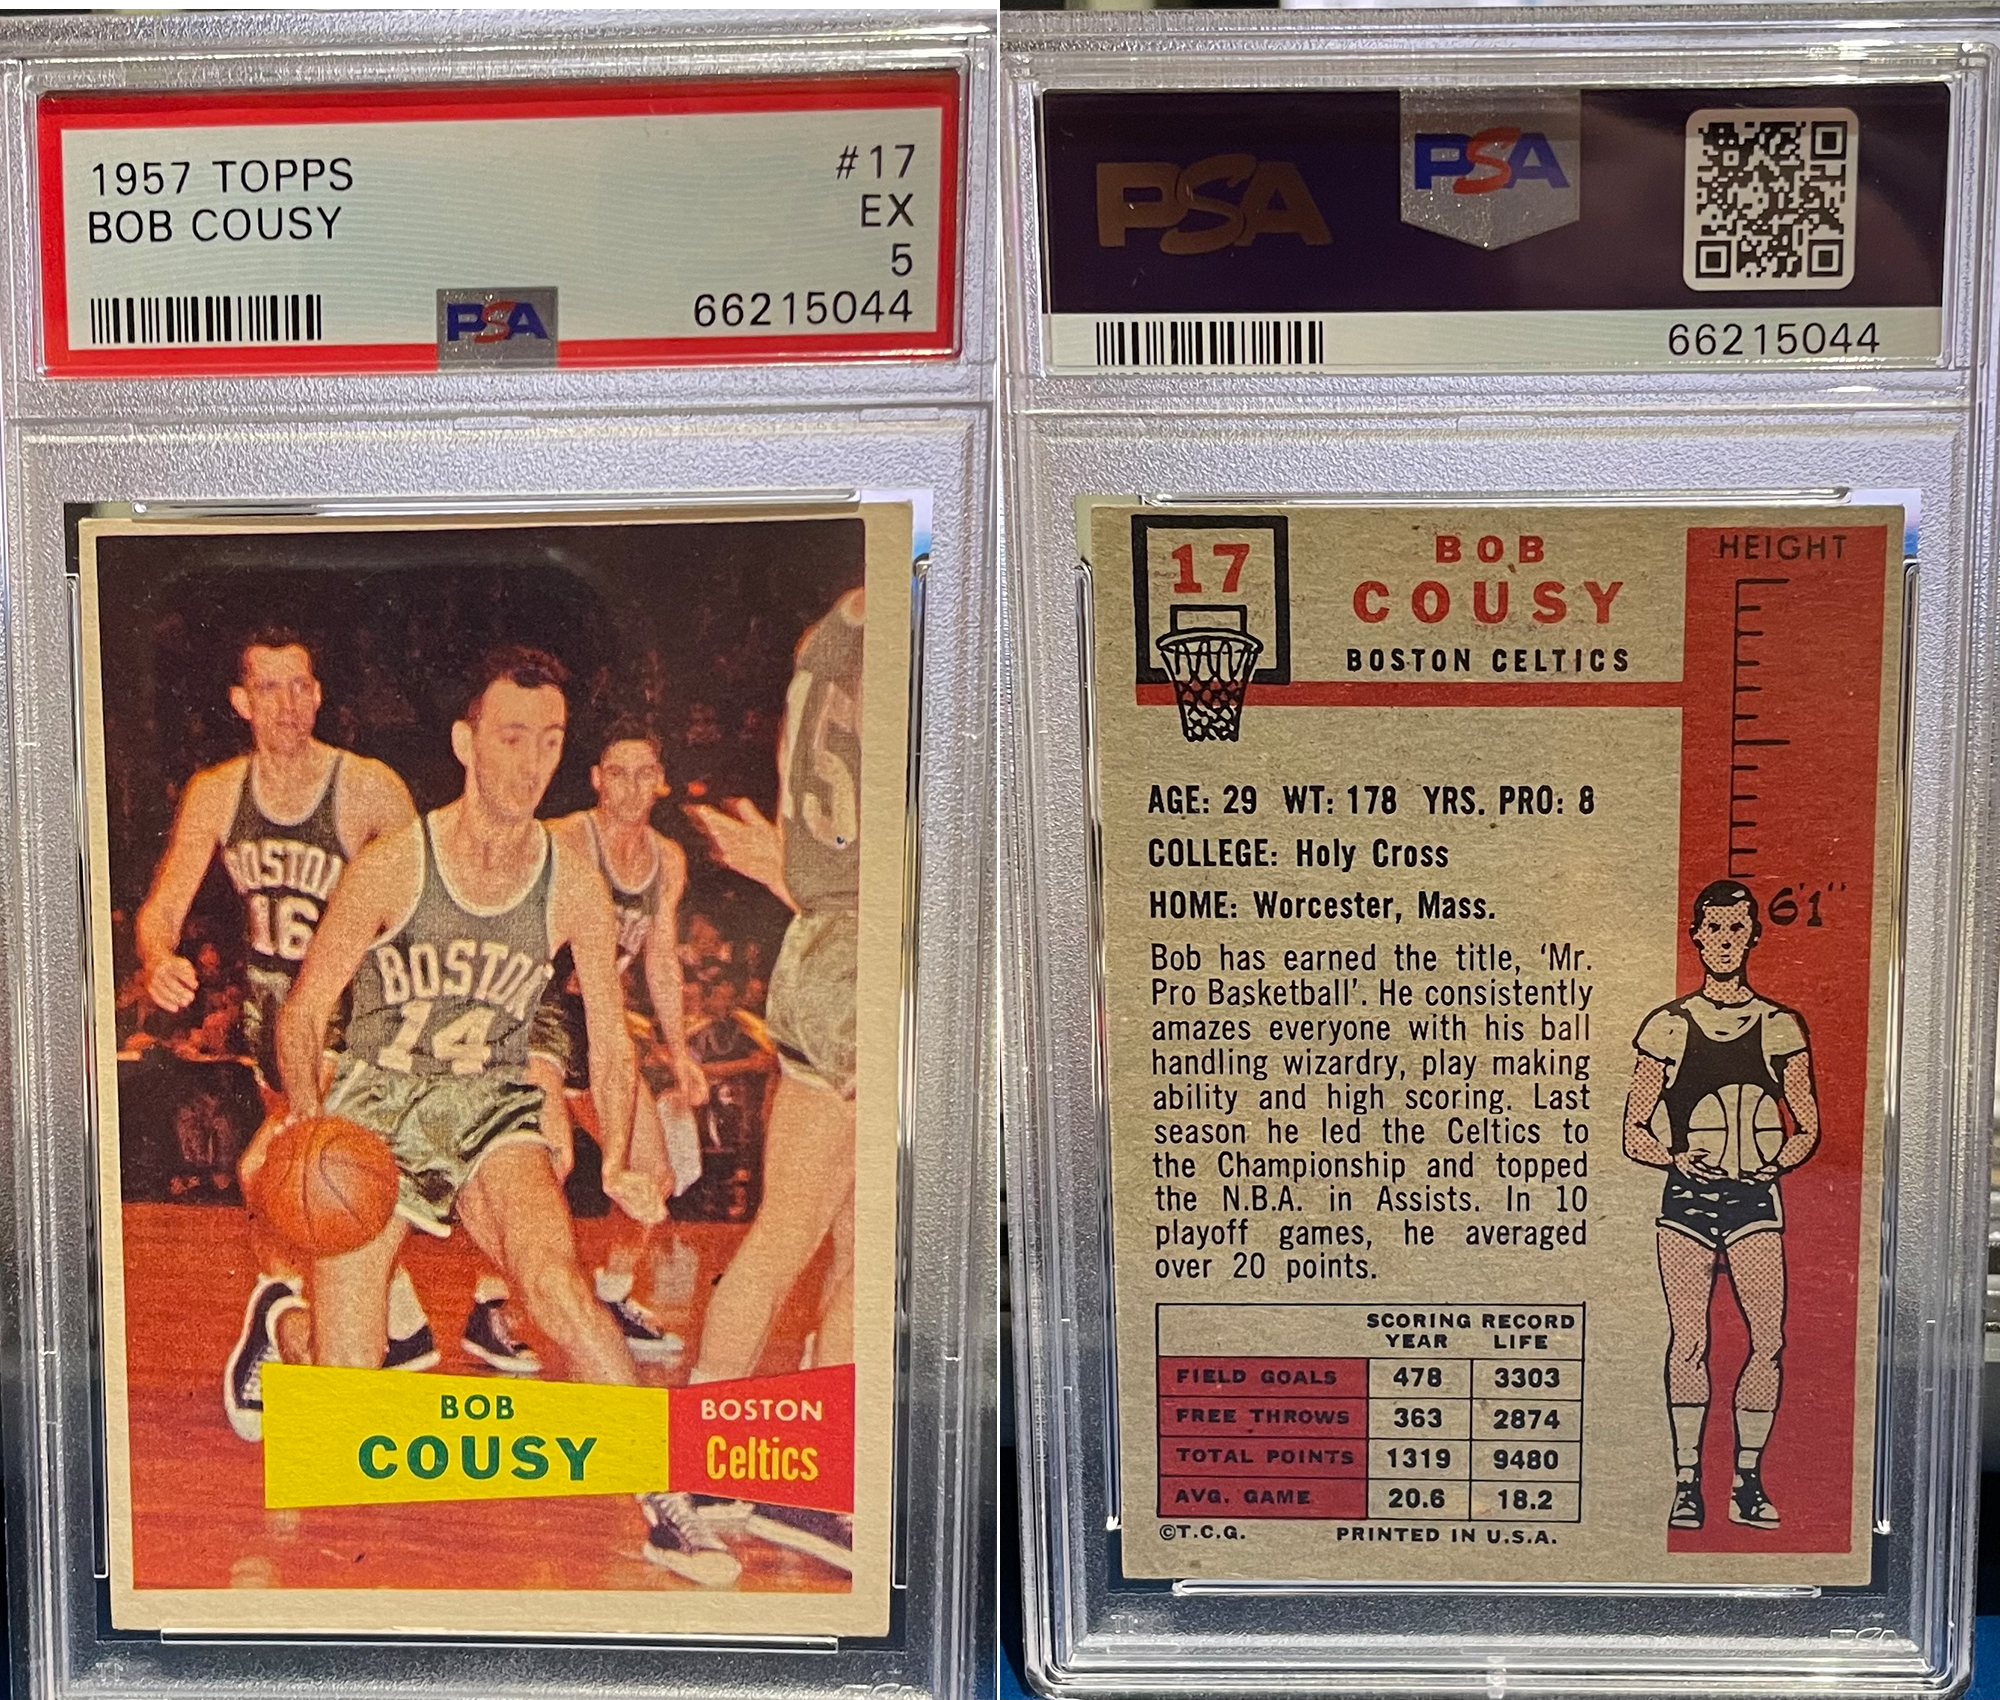 1957 TOPPS #17
BOB COUSY EX
5
PSA 66215044
BOSTON
16
BOSTON
14
5
BOB
COUSY
BOSTON
Celtics
PSA PSA
66215044
17
BOB
COUSY
BOSTON CELTICS
HEIGHT
AGE: 29 WT: 178 YRS. PRO: 8
COLLEGE: Holy Cross
HOME: Worcester, Mass.
6'1"
Bob has earned the title, 'Mr.
Pro Basketball'. He consistently
amazes everyone with his ball
handling wizardry, play making
ability and high scoring. Last
season he led the Celtics to
the Championship and topped
the N.B.A. in Assists. In 10
playoff games, he averaged
over 20 points.
SCORING RECORD
YEAR LIFE
FIELD GOALS 478 3303
FREE THROWS 363 2874
TOTAL POINTS 1319 9480
AVG. GAME 20.6 18.2
©T.C.G. PRINTED IN U.S.A.